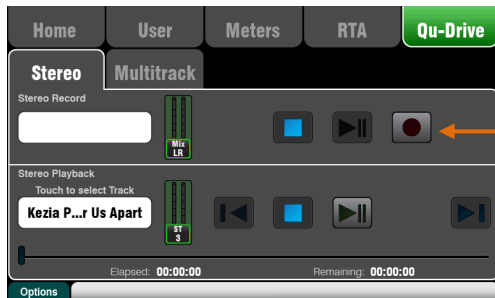 Home User Meters RTA Qu-Drive
Stereo Multitrack
Stereo Record
Mix
LR
Stereo Playback
Touch to select Track
Kezia P...r Us Apart
ST
3
Elapsed: 00:00:00 Remaining: 00:00:00
Options